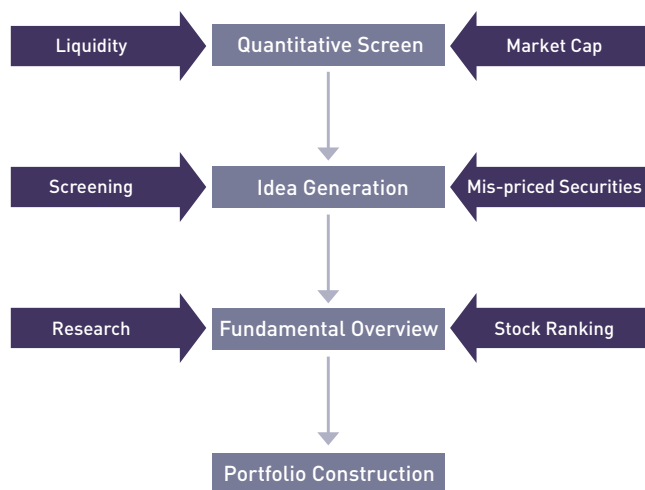 Liquidity
Quantitative Screen
Market Cap
Screening
Idea Generation
Mis-priced Securities
Research
Fundamental Overview
Stock Ranking
Portfolio Construction